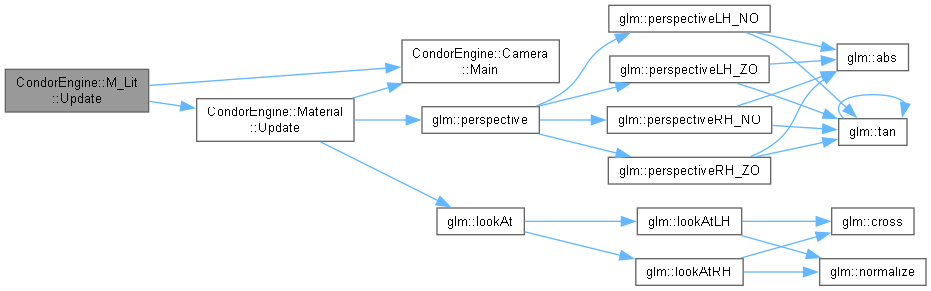 CondorEngine::M_Lit
::Update
CondorEngine::Camera
::Main
CondorEngine::Material
::Update
glm::perspective
glm::lookAt
glm::perspectiveLH_NO
glm::perspectiveLH_ZO
glm::perspectiveRH_NO
glm::perspectiveRH_ZO
glm::lookAtLH
glm::lookAtRH
glm::abs
glm::tan
glm::cross
glm::normalize